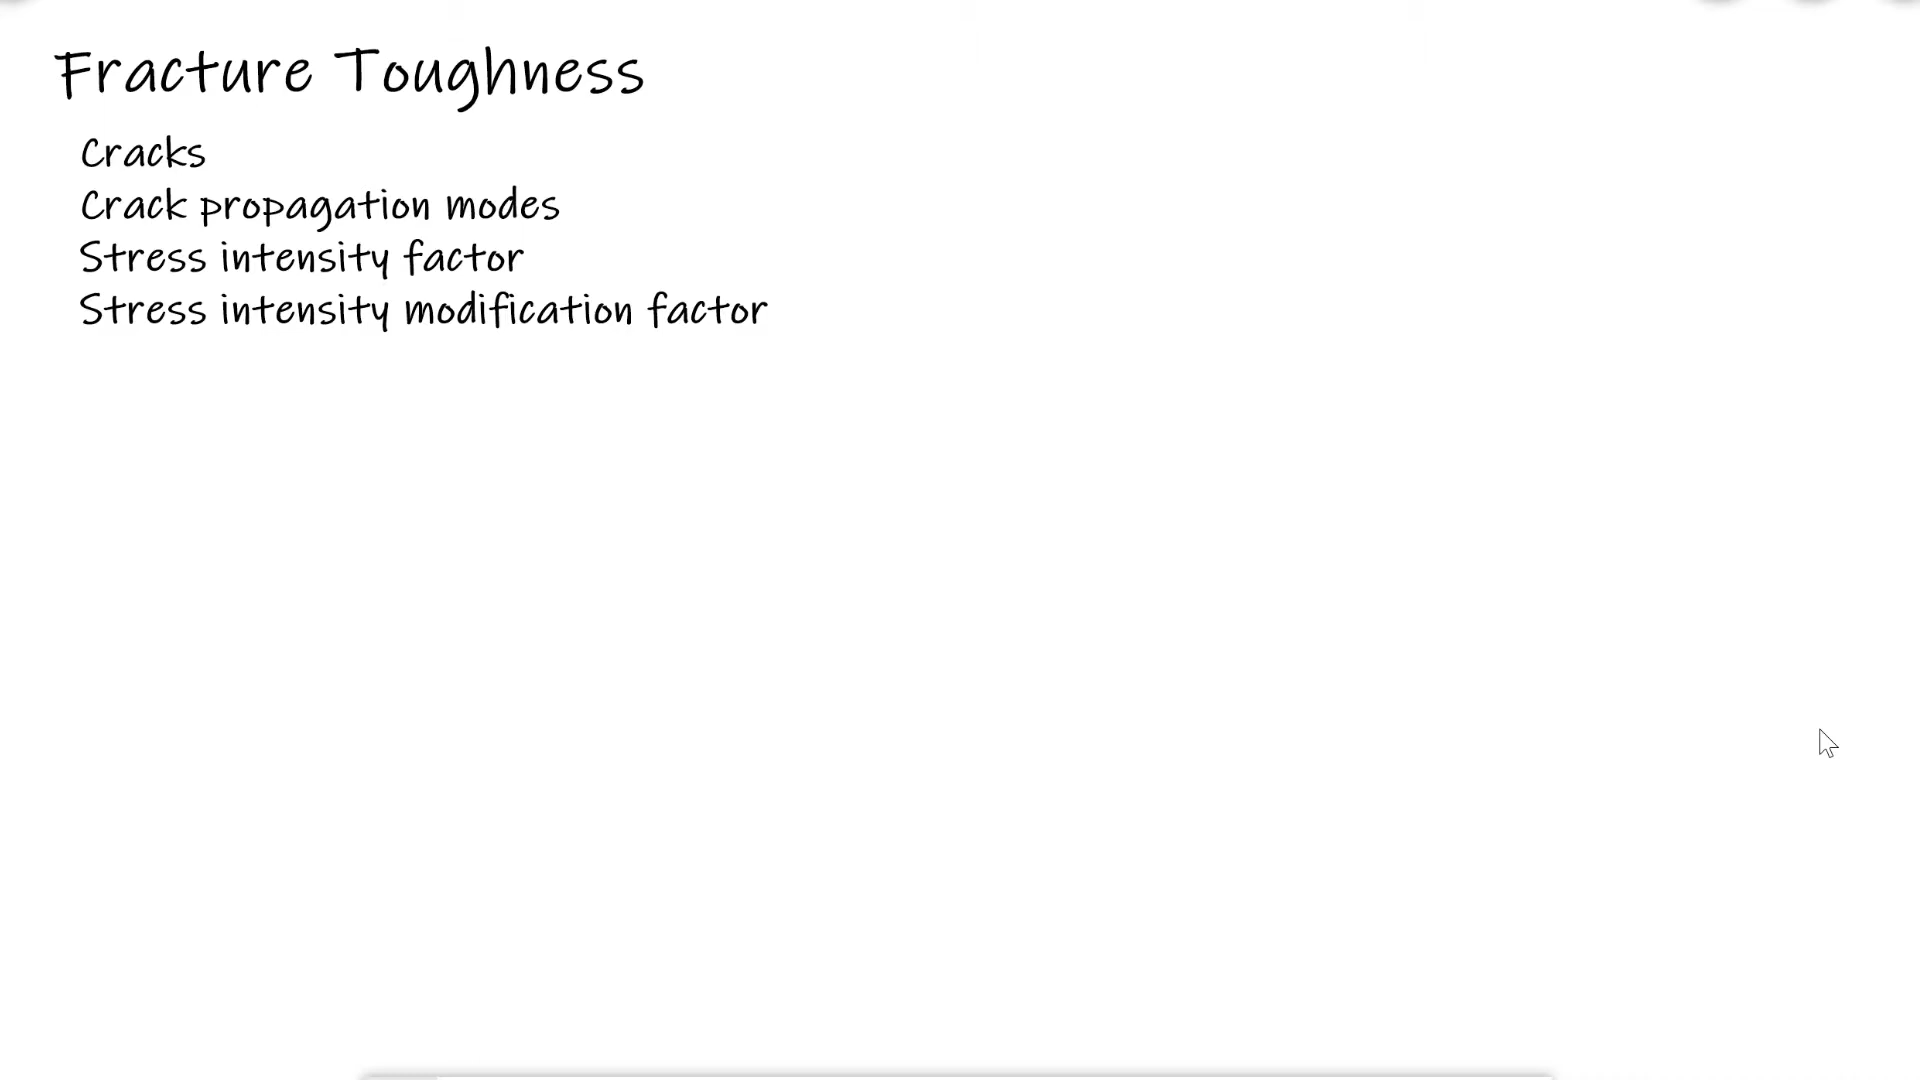 Fracture Toughness
Cracks
Crack propagation modes
Stress intensity factor
Stress intensity modification factor